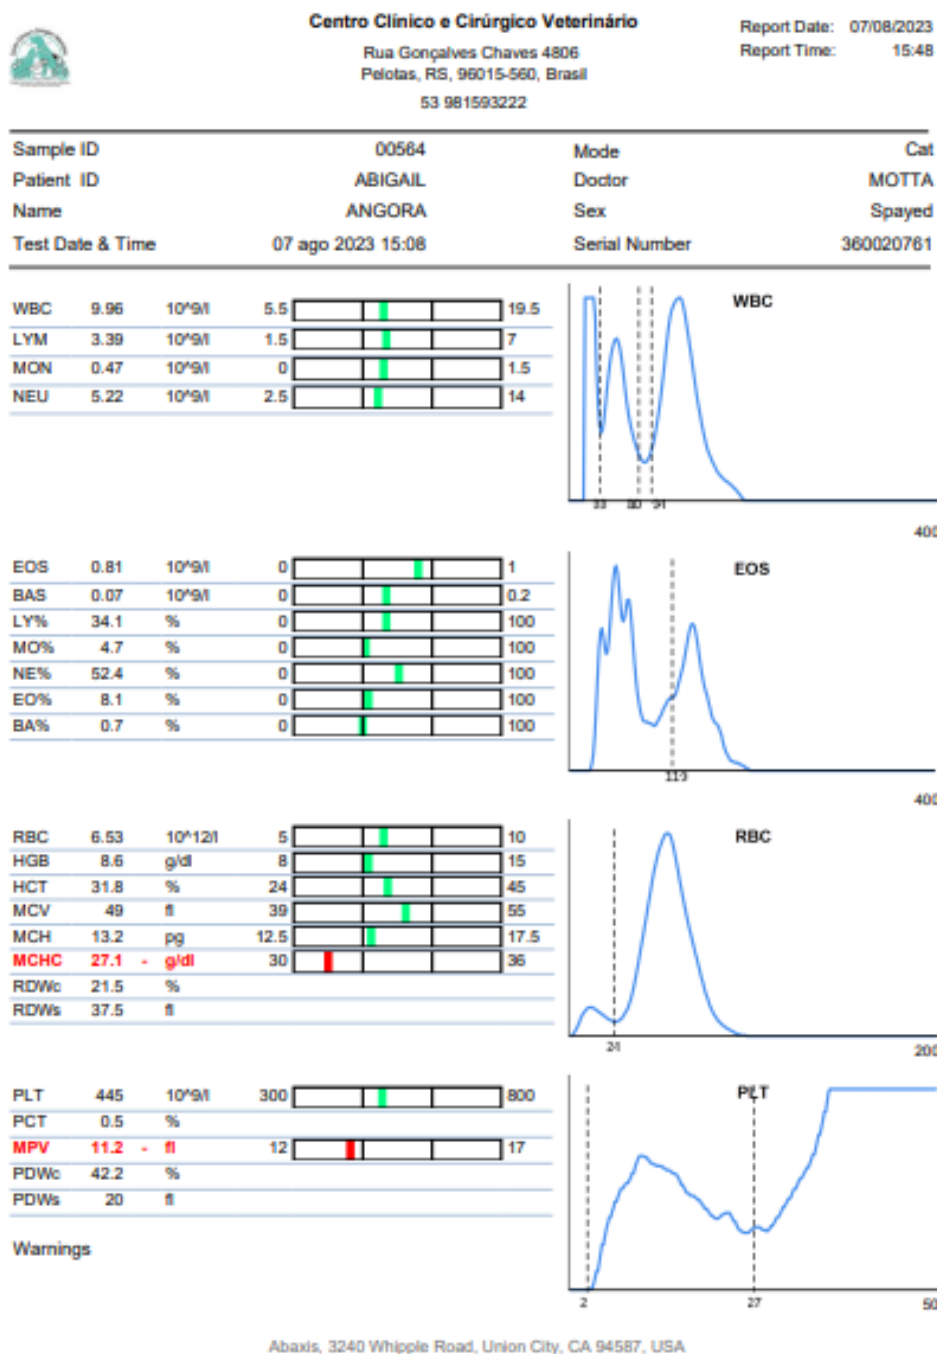 Centro Clínico e Cirúrgico Veterinário
Rua Gonçalves Chaves 4806
Pelotas, RS, 96015-560, Brasil
53 981593222
Report Date: 07/08/2023
Report Time: 15:48
Sample ID 00564 Mode Cat
Patient ID ABIGAIL Doctor MOTTA
Name ANGORA Sex Spayed
Test Date & Time 07 ago 2023 15:08 Serial Number 360020761
WBC 9.96 10^9/l 5.5 19.5
LYM 3.39 10^9/l 1.5 7
MON 0.47 10^9/l 0 1.5
NEU 5.22 10^9/l 2.5 14
WBC
400
EOS 0.81 10^9/l 0 1
BAS 0.07 10^9/l 0 0.2
LY% 34.1 % 0 100
MO% 4.7 % 0 100
NE% 52.4 % 0 100
EO% 8.1 % 0 100
BA% 0.7 % 0 100
EOS
119
400
RBC 6.53 10^12/l 5 10
HGB 8.6 g/dl 8 15
HCT 31.8 % 24 45
MCV 49 fl 39 55
MCH 13.2 pg 12.5 17.5
MCHC 27.1 - g/dl 30 36
RDWc 21.5 %
RDWs 37.5 fl
RBC
200
PLT 445 10^9/l 300 800
PCT 0.5 %
MPV 11.2 - fl 12 17
PDWc 42.2 %
PDWs 20 fl
PLT
2 27 50
Warnings
Abaxis, 3240 Whipple Road, Union City, CA 94587, USA